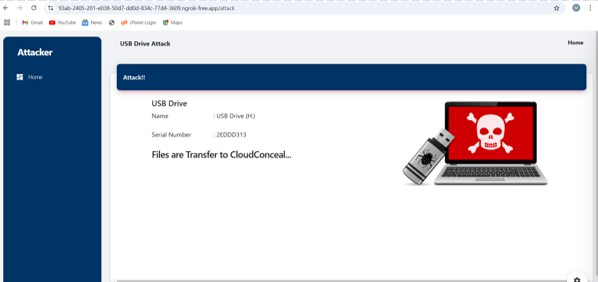 93ab-2405-201-e038-50d7-dd0d-834c-77d4-3609.ngrok-free.app/attack
M
Gmail
YouTube
News
cPanel Login
Maps
Attacker
USB Drive Attack
Home
Home
Attack!!
USB Drive
Name : USB Drive (H:)
Serial Number : 2EDDD313
Files are Transfer to CloudConceal...